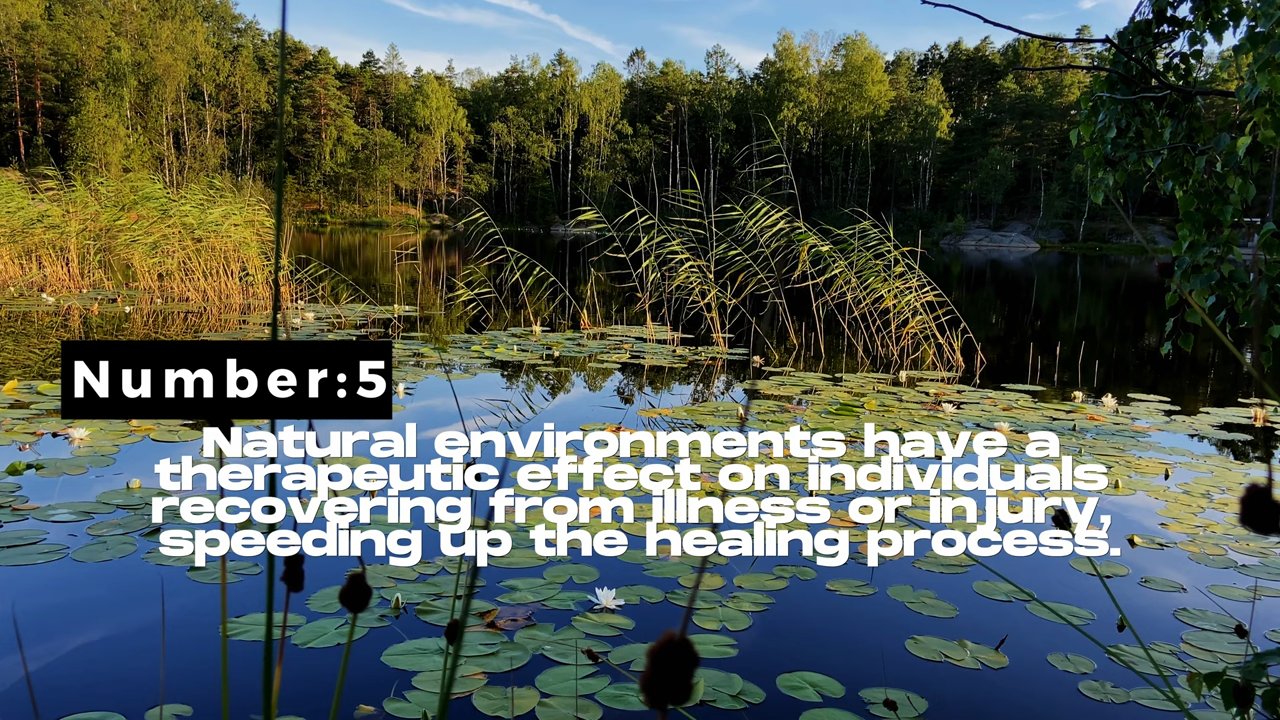 Number:5
Natural environments have a
therapeutic effect on individuals
recovering from illness or injury,
speeding up the healing process.